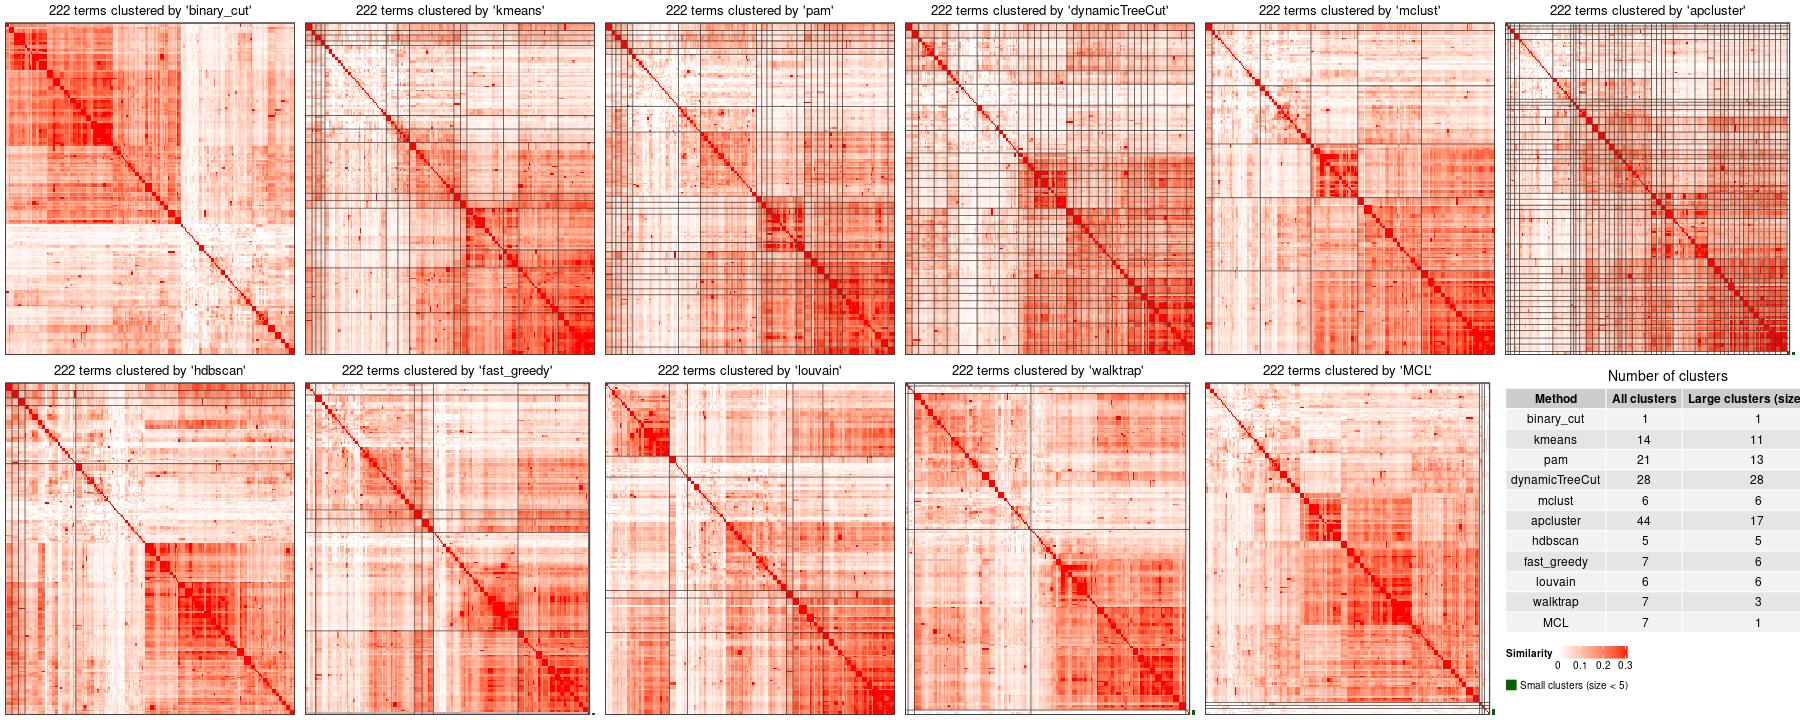 222 terms clustered by 'binary_cut'
222 terms clustered by 'kmeans'
222 terms clustered by 'pam'
222 terms clustered by 'dynamicTreeCut'
222 terms clustered by 'mclust'
222 terms clustered by 'apcluster'
222 terms clustered by 'hdbscan'
222 terms clustered by 'fast_greedy'
222 terms clustered by 'louvain'
222 terms clustered by 'walktrap'
222 terms clustered by 'MCL'
Number of clusters
Method All clusters Large clusters (size
binary_cut 1 1
kmeans 14 11
pam 21 13
dynamicTreeCut 28 28
mclust 6 6
apcluster 44 17
hdbscan 5 5
fast_greedy 7 6
louvain 6 6
walktrap 7 3
MCL 7 1
Similarity
0 0.1 0.2 0.3
Small clusters (size < 5)